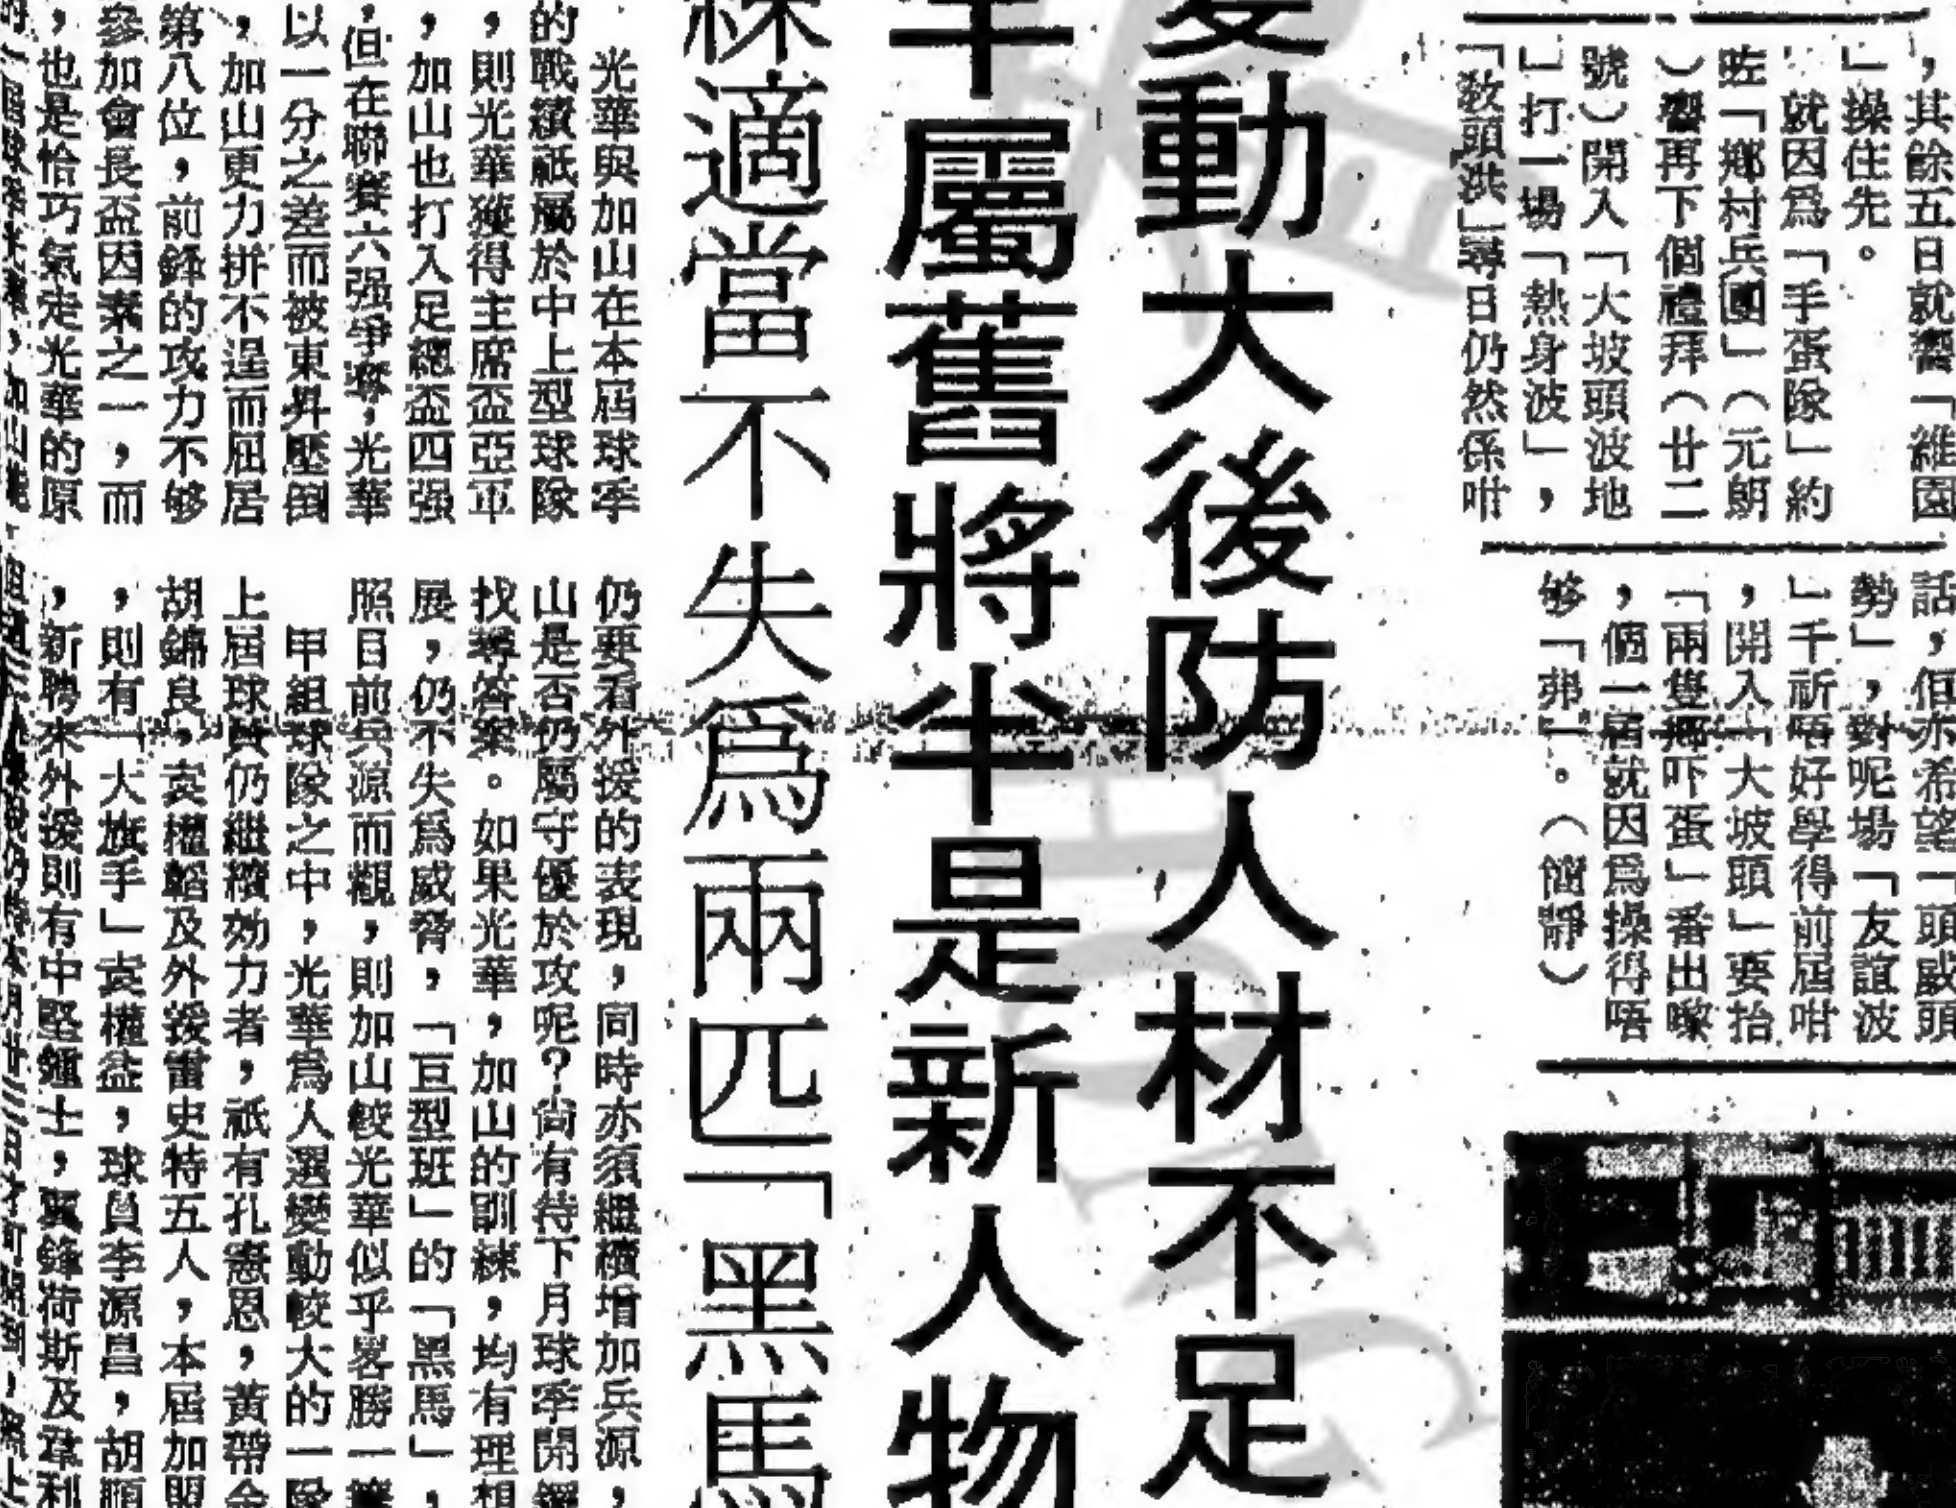 ，其餘五日就響「維園
」操住先。
就因爲「手蛋隊」約
咗「鄉村兵團」（元朗
）響再下個禮拜（廿二
號）開入「大坡頭波地
」打一場「熱身波」，
「教頭洪」尋日仍然係咁
話，佢亦希望「頭威頭
勢」，對呢場「友誼波
」千祈唔好學得前屆咁
，開入「大坡頭」要抬
「兩隻鄉吓蛋」番出嚟
，個一屆就因爲操得唔
够「弗」。（簡靜）
變動大後防人材不足
半屬舊將半是新人物
練適當不失爲兩匹「黑馬
光華與加山在本屆球季
的戰績祇屬於中上型球隊
，則光華獲得主席盃亞軍
，加山也打入足總盃四强
，但在聯賽六强爭奪，光華
以一分之差而被東昇壓倒
，加山更力拼不逞而屈居
第八位，前鋒的攻力不够
參加會長盃因素之一，而
，也是恰巧氣走光華的原
仍要看外援的表現，同時亦須繼續增加兵源，
山是否仍屬守優於攻呢？尚有待下月球季開鑼
找尋答案。如果光華，加山的訓練，均有理想
展，仍不失爲威脅，「巨型班」的「黑馬」，
照目前兵源而觀，則加山較光華似乎畧勝一籌
甲組球隊之中，光華爲人選變動較大的一隊
上屆球員仍繼續効力者，祇有孔憲恩，黃帶金
胡錦良，袁權韜及外援雷史特五人，本屆加盟
，則有「大旗手」袁權益，球員李源昌，胡順
，新聘來外援則有中堅鍾士，翼鋒荷斯及韋利